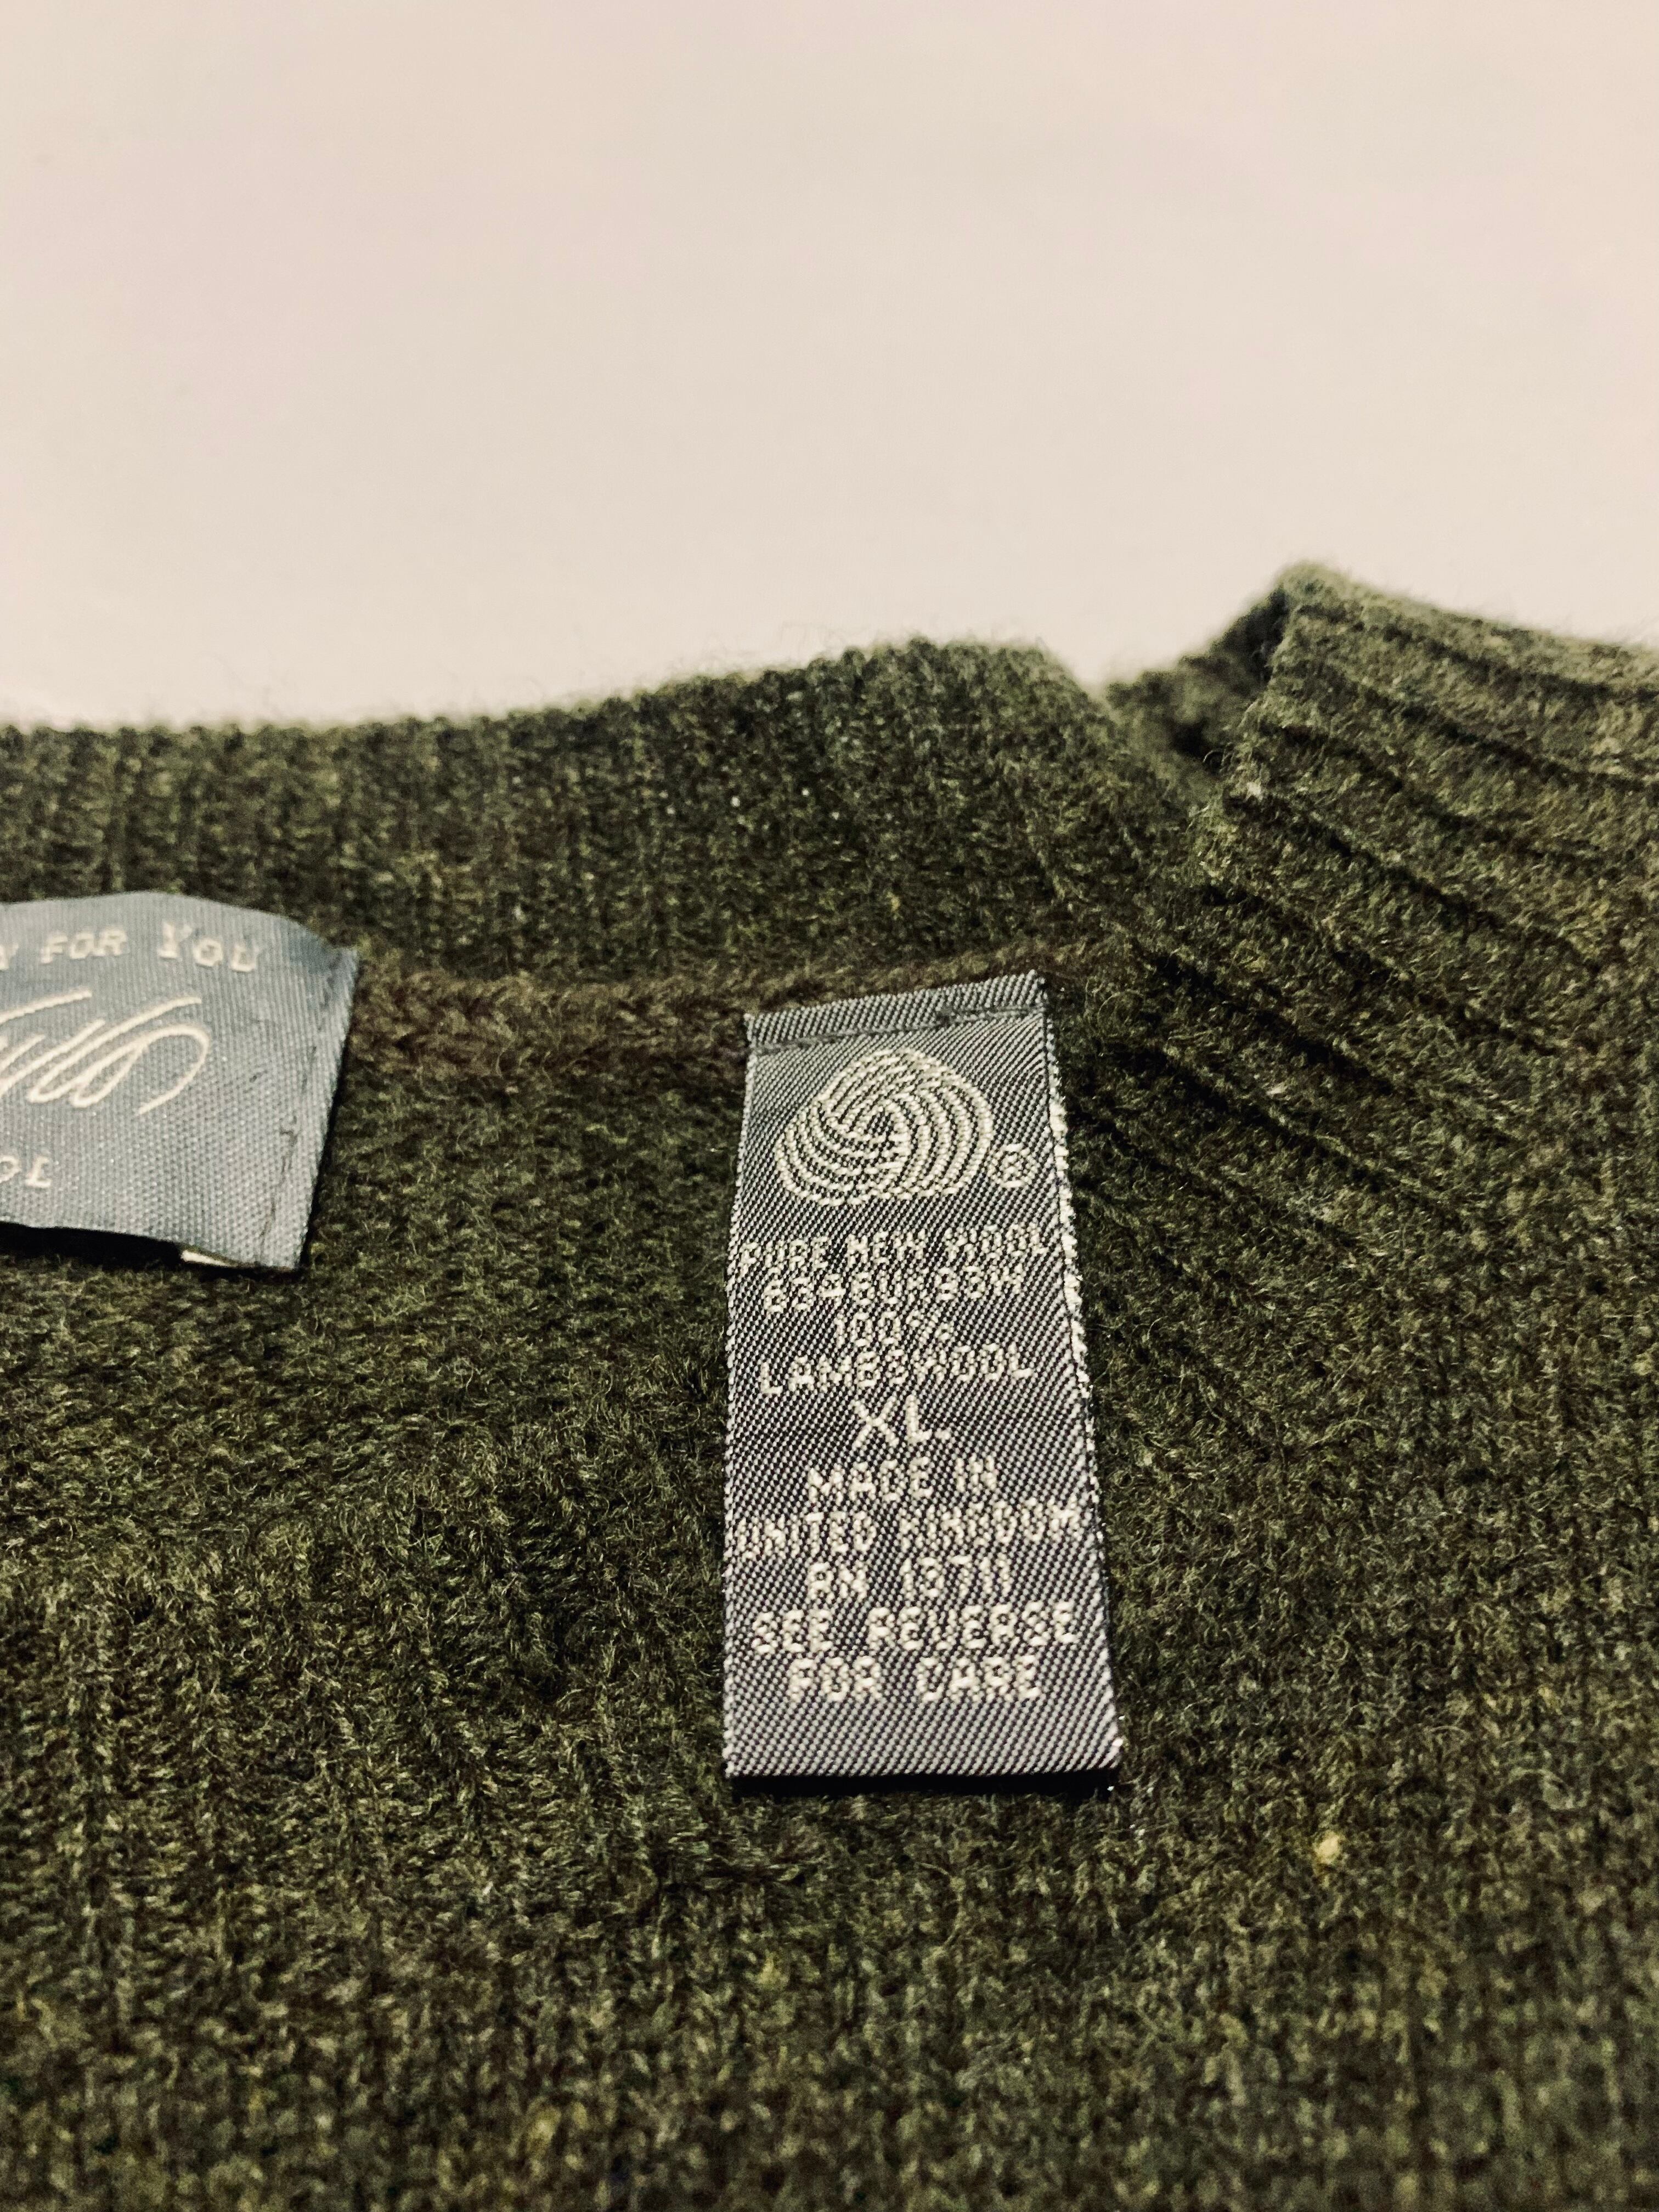 FOR YOU
®
PURE NEW WOOL
100%
LAMBSWOOL
XL
MADE IN
UNITED KINGDOM
SEE REVERSE
FOR CARE